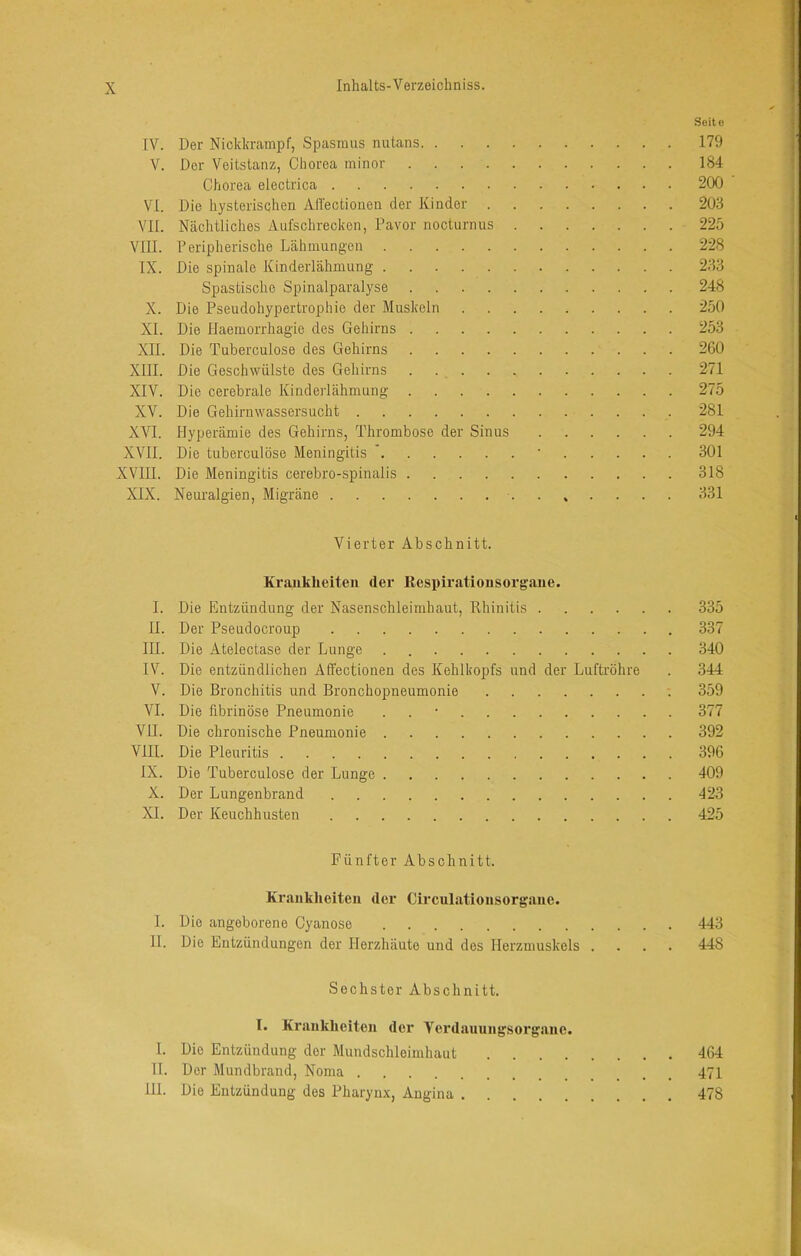 X
Inhalts-Verzeichniss.
Seite
IV. Der Nickkrampf, Spasmus nutans. . . . . . . . . . . 179
V. Der Veitstanz, Chorea minor . . . . . . . . . . . 184
Chorea electrica . . . . . . . . . . . . . . 200
VI. Die hysterischen Affectionen der Kinder . . . . . . . . 203
VII. Nächtliches Aufschrecken, Pavor nocturnus . . . . . . . 225
VIII. Peripherische Lähmungen . . . . . . . . . . . . 228
IX. Die spinale Kinderlähmung . . . . . . . . . . . . 233
Spastische Spinalparalyse . . . . . . . . . . . 248
X. Die Pseudohypertrophie der Muskeln . . . . . . . . . 250
XI. Die Haemorrhagie des Gehirns . . . . . . . . . . . 253
XII. Die Tuberculose des Gehirns . . . . . . . . . . . 260
XIII. Die Geschwülste des Gehirns . . . . . . . . . . . 271
XIV. Die cerebrale Kinderlähmung . . . . . . . . . . . 275
XV. Die Gehirnwassersucht . . . . . . . . . . . . . 281
XVI. Hyperämie des Gehirns, Thrombose der Sinus . . . . . . 294
XVII. Die tuberculöse Meningitis . . . . . . . . . . . . 301
XVIII. Die Meningitis cerebro-spinalis . . . . . . . . . . . 318
XIX. Neuralgien, Migräne . . . . . . . . . . . . . . 331
Vierter Abschnitt.
Krankheiten der Respirationsorgane.
I. Die Entzündung der Nasenschleimhaut, Rhinitis . . . . . . 335
II. Der Pseudocroup . . . . . . . . . . . . . . 337
III. Die Atelectase der Lunge . . . . . . . . . . . . 340
IV. Die entzündlichen Affectionen des Kehlkopfs und der Luftröhre . 344
V. Die Bronchitis und Bronchopneumonie . . . . . . . . 359
VI. Die fibrinöse Pneumonie . . . . . . . . . . . . 377
VII. Die chronische Pneumonie . . . . . . . . . . . . 392
VIII. Die Pleuritis . . . . . . . . . . . . . . . . 396
IX. Die Tuberculose der Lunge . . . . . . . . . . . . 409
X. Der Lungenbrand . . . . . . . . . . . . . . 423
XI. Der Keuchhusten . . . . . . . . . . . . . . 425
Fünfter Abschnitt.
Krankheiten der Circulationsorgane.
I. Die angeborene Cyanose . . . . . . . . . . . . 443
II. Die Entzündungen der Herzhäute und des Herzmuskels . . . . 448
Sechster Abschnitt.
I. Krankheiten der Verdauungsorgane.
I. Die Entzündung der Mundschleimhaut . . . . . . . . 464
II. Der Mundbrand, Noma . . . . . . . . . . . . . 471
III. Die Entzündung des Pharynx, Angina . . . . . . . . . 478